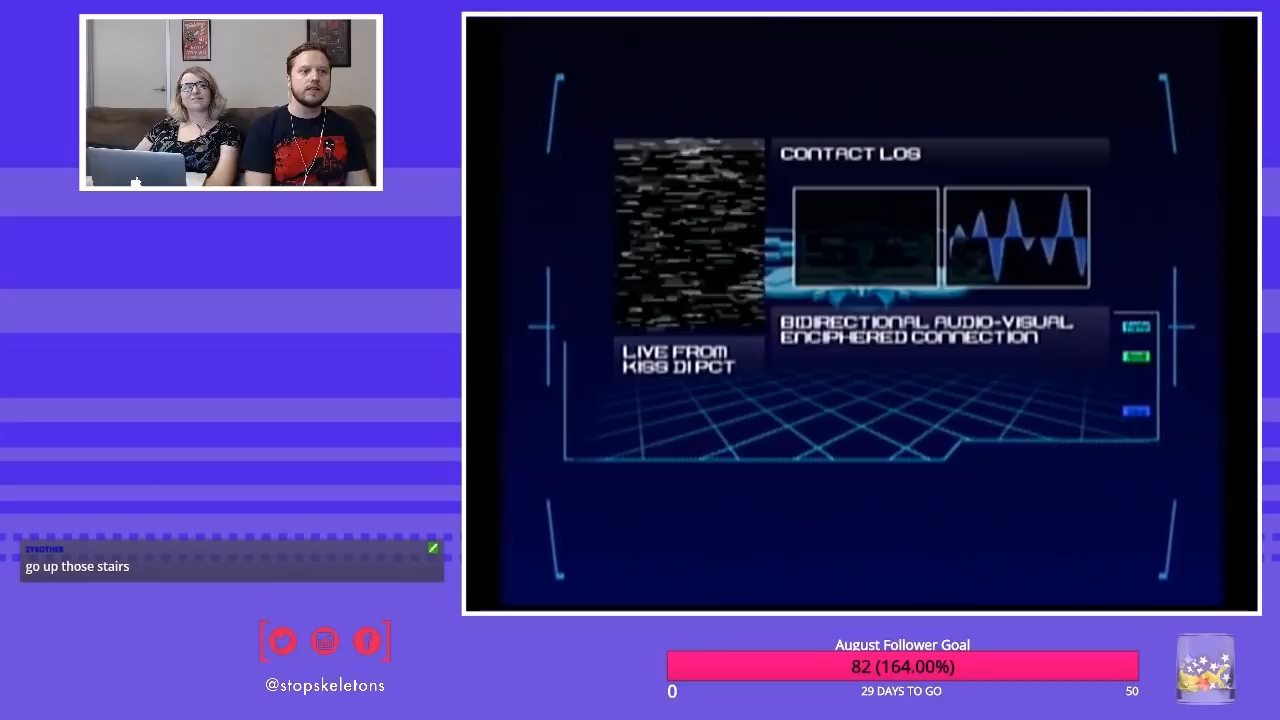 CONTACT LOG
BIDIRECTIONAL AUDIO-VISUAL
ENCIPHERED CONNECTION
LIVE FROM
KISS DI PCT
ZYBOTHER
go up those stairs
@stopskeletons
August Follower Goal
82 (164.00%)
0
29 DAYS TO GO
50